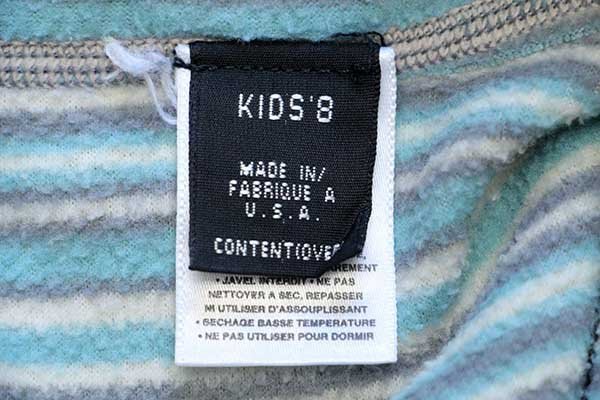 KIDS'8
MADE IN/
FABRIQUE A
U.S.A.
CONTENT(OVE
• JAVEL INTERDIT • NE PAS
NETTOYER A SEC, REPASSER
NI UTILISER D'ASSOUPLISSANT
• SECHAGE BASSE TEMPERATURE
• NE PAS UTILISER POUR DORMIR